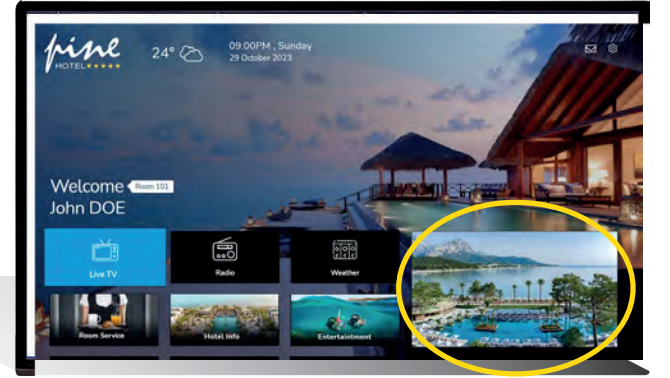 pine
HOTEL★★★★★
24°
09:00PM , Sunday
29 October 2023
Welcome
Room 101
John DOE
Live TV
Radio
Weather
Room Service
Hotel Info
Entertaintment